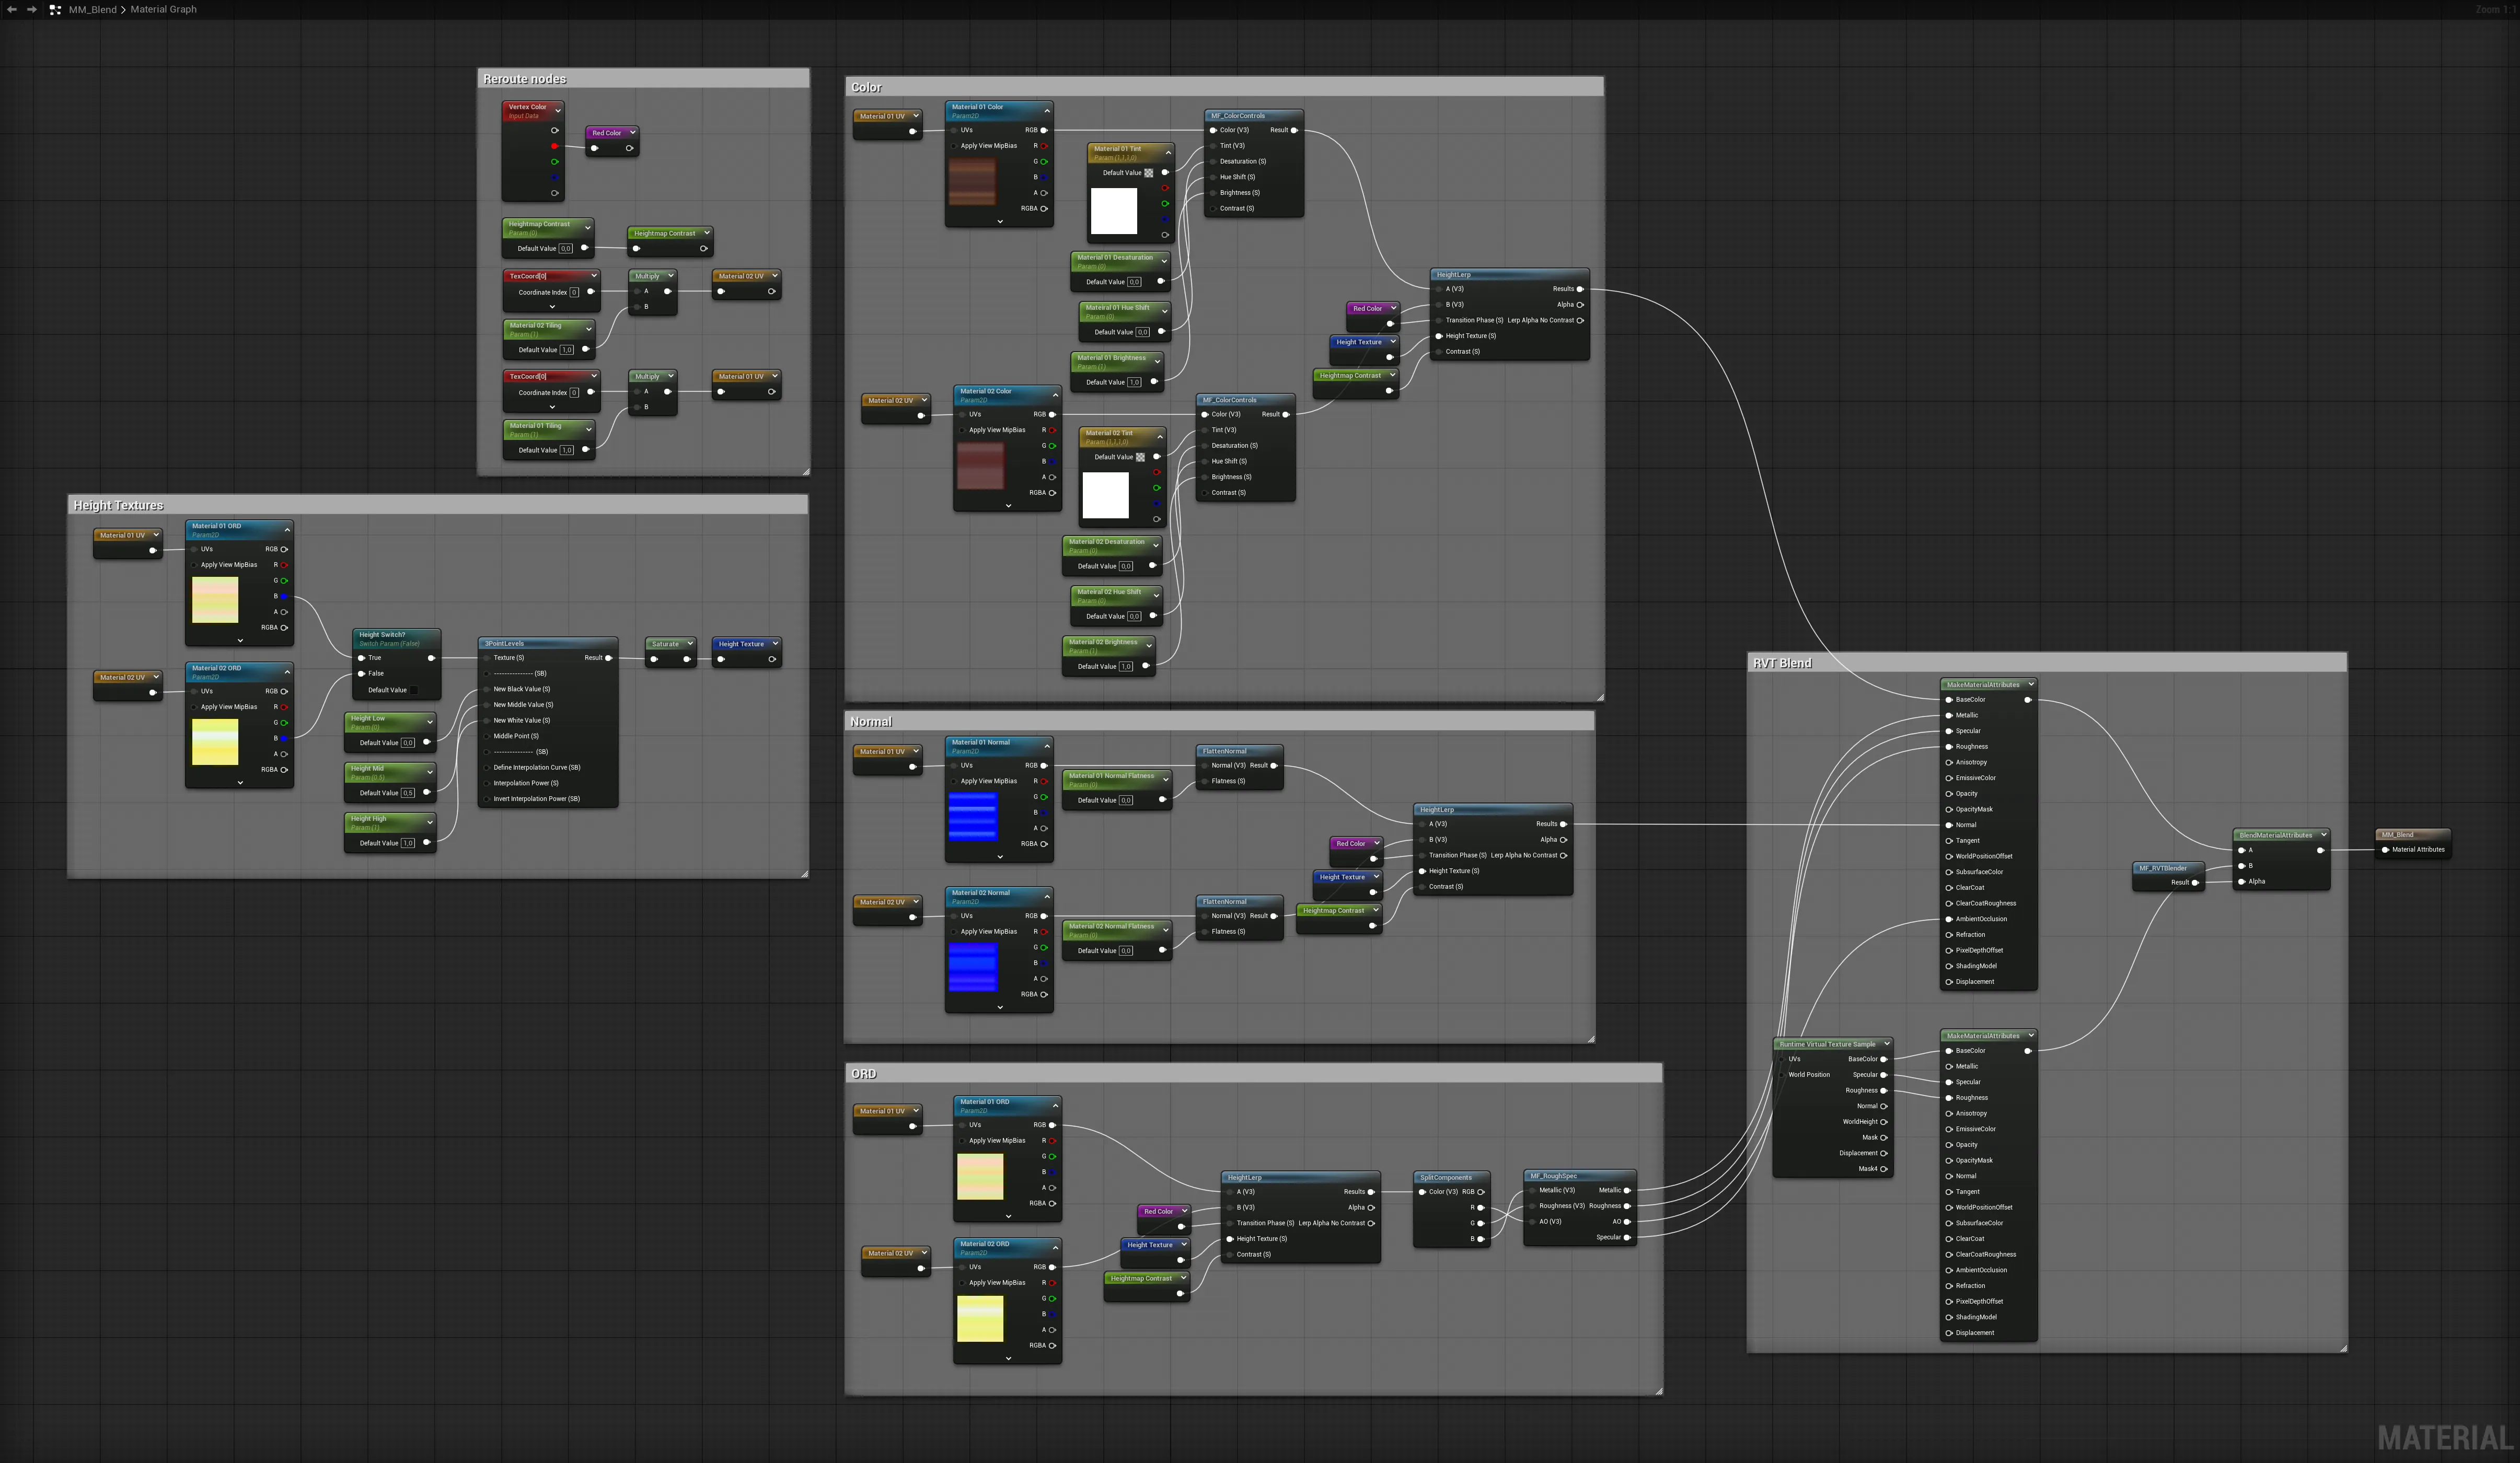 MM_Blend > Material Graph
Zoom 1:1
Reroute nodes
Vertex Color
Input Data
Red Color
Heightmap Contrast
Param (0)
Default Value 0,0
Heightmap Contrast
TexCoord[0]
Coordinate Index 0
Multiply
A
B
Material 02 UV
Material 02 Tiling
Param (1)
Default Value 1,0
TexCoord[0]
Coordinate Index 0
Multiply
A
B
Material 01 UV
Material 01 Tiling
Param (1)
Default Value 1,0
Height Textures
Material 01 UV
Material 01 ORD
Param2D
UVs RGB
Apply View MipBias R
G
B
A
RGBA
Material 02 UV
Material 02 ORD
Param2D
UVs RGB
Apply View MipBias R
G
B
A
RGBA
Height Switch?
Switch Param (False)
True
False
Default Value
Height Low
Param (0)
Default Value 0,0
Height Mid
Param (0.5)
Default Value 0,5
Height High
Param (1)
Default Value 1,0
3PointLevels
Texture (S) Result
--------------- (SB)
New Black Value (S)
New Middle Value (S)
New White Value (S)
Middle Point (S)
--------------- (SB)
Define Interpolation Curve (SB)
Interpolation Power (S)
Invert Interpolation Power (SB)
Saturate
Height Texture
Color
Material 01 UV
Material 01 Color
Param2D
UVs RGB
Apply View MipBias R
G
B
A
RGBA
Material 01 Tint
Param (1,1,1,0)
Default Value
Material 01 Desaturation
Param (0)
Default Value 0,0
Mateiral 01 Hue Shift
Param (0)
Default Value 0,0
Material 01 Brightness
Param (1)
Default Value 1,0
MF_ColorControls
Color (V3) Result
Tint (V3)
Desaturation (S)
Hue Shift (S)
Brightness (S)
Contrast (S)
Material 02 UV
Material 02 Color
Param2D
UVs RGB
Apply View MipBias R
G
B
A
RGBA
Material 02 Tint
Param (1,1,1,0)
Default Value
Material 02 Desaturation
Param (0)
Default Value 0,0
Mateiral 02 Hue Shift
Param (0)
Default Value 0,0
Material 02 Brightness
Param (1)
Default Value 1,0
MF_ColorControls
Color (V3) Result
Tint (V3)
Desaturation (S)
Hue Shift (S)
Brightness (S)
Contrast (S)
Red Color
Height Texture
Heightmap Contrast
HeightLerp
A (V3) Results
B (V3) Alpha
Transition Phase (S) Lerp Alpha No Contrast
Height Texture (S)
Contrast (S)
Normal
Material 01 UV
Material 01 Normal
Param2D
UVs RGB
Apply View MipBias R
G
B
A
RGBA
Material 01 Normal Flatness
Param (0)
Default Value 0,0
FlattenNormal
Normal (V3) Result
Flatness (S)
Material 02 UV
Material 02 Normal
Param2D
UVs RGB
Apply View MipBias R
G
B
A
RGBA
Material 02 Normal Flatness
Param (0)
Default Value 0,0
FlattenNormal
Normal (V3) Result
Flatness (S)
Red Color
Height Texture
Heightmap Contrast
HeightLerp
A (V3) Results
B (V3) Alpha
Transition Phase (S) Lerp Alpha No Contrast
Height Texture (S)
Contrast (S)
ORD
Material 01 UV
Material 01 ORD
Param2D
UVs RGB
Apply View MipBias R
G
B
A
RGBA
Material 02 UV
Material 02 ORD
Param2D
UVs RGB
Apply View MipBias R
G
B
A
RGBA
Red Color
Height Texture
Heightmap Contrast
HeightLerp
A (V3) Results
B (V3) Alpha
Transition Phase (S) Lerp Alpha No Contrast
Height Texture (S)
Contrast (S)
SplitComponents
Color (V3) RGB
R
G
B
MF_RoughSpec
Metallic (V3) Metallic
Roughness (V3) Roughness
AO (V3) AO
Specular
RVT Blend
MakeMaterialAttributes
BaseColor
Metallic
Specular
Roughness
Anisotropy
EmissiveColor
Opacity
OpacityMask
Normal
Tangent
WorldPositionOffset
SubsurfaceColor
ClearCoat
ClearCoatRoughness
AmbientOcclusion
Refraction
PixelDepthOffset
ShadingModel
Displacement
Runtime Virtual Texture Sample
UVs BaseColor
World Position Specular
Roughness
Normal
WorldHeight
Mask
Displacement
Mask4
MakeMaterialAttributes
BaseColor
Metallic
Specular
Roughness
Anisotropy
EmissiveColor
Opacity
OpacityMask
Normal
Tangent
WorldPositionOffset
SubsurfaceColor
ClearCoat
ClearCoatRoughness
AmbientOcclusion
Refraction
PixelDepthOffset
ShadingModel
Displacement
MF_RVTBlender
Result
BlendMaterialAttributes
A
B
Alpha
MM_Blend
Material Attributes
MATERIAL